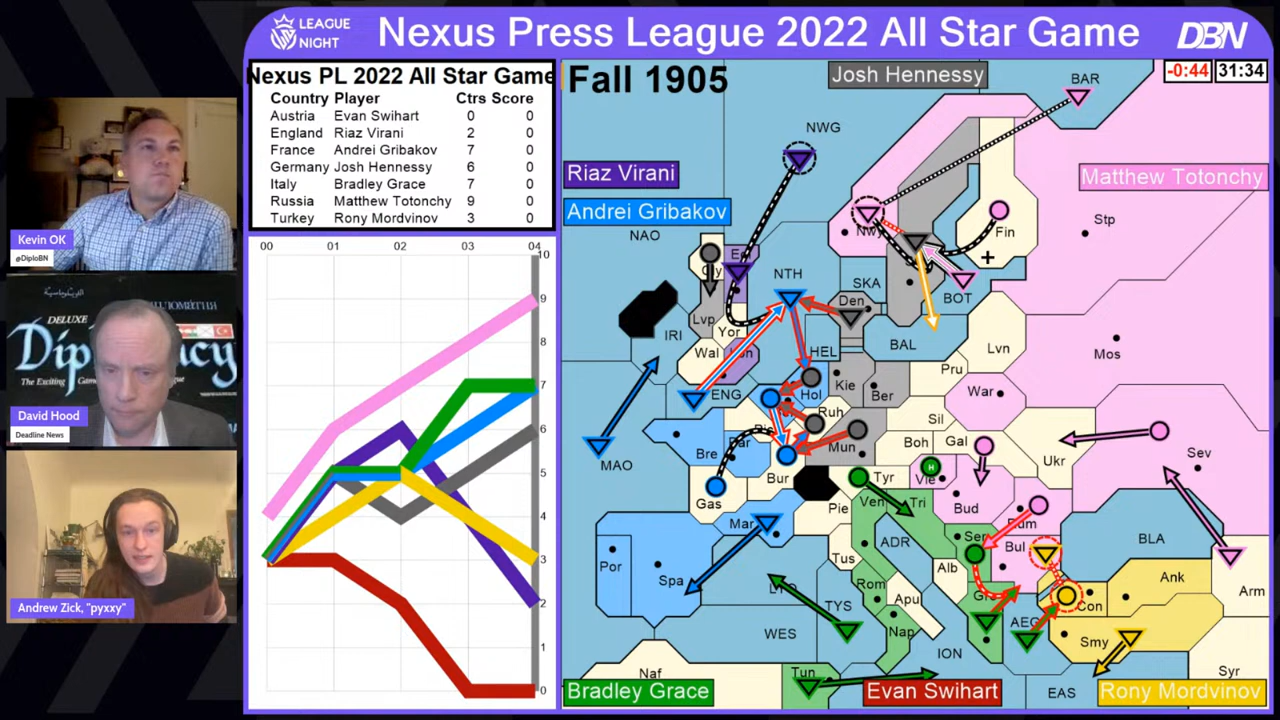 LEAGUE
NIGHT
Nexus Press League 2022 All Star Game
DBN
Nexus PL 2022 All Star Game
Country Player Ctrs Score
Austria Evan Swihart 0 0
England Riaz Virani 2 0
France Andrei Gribakov 7 0
Germany Josh Hennessy 6 0
Italy Bradley Grace 7 0
Russia Matthew Totonchy 9 0
Turkey Rony Mordvinov 3 0
00 01 02 03 04
10
9
8
7
6
5
4
3
2
1
0
Kevin OK
@DiploBN
DELUXE
Dip
macy
The Exciting Gam
David Hood
Deadline News
Andrew Zick, "pyxxy"
Fall 1905
Josh Hennessy
-0:44 31:34
Riaz Virani
Andrei Gribakov
Matthew Totonchy
Bradley Grace
Evan Swihart
Rony Mordvinov
BAR
NWG
NAO
Nwy
Fin
Stp
+
NTH
SKA
BOT
Den
Lvp
IRI
Yor
Wal
HEL
BAL
Lvn
Mos
ENG
Hol
Kie
Ber
Pru
War
Ruh
Sil
MAO
Bre
Mun
Boh
Gal
Ukr
Sev
Bur
Tyr
Vie
H
Gas
Bud
Ven
Tri
Pie
Mar
ADR
Ser
Bul
BLA
Por
Spa
Tus
Alb
Rom
Apu
Ank
Arm
Con
TYS
Nap
AEG
Smy
WES
ION
Naf
Tun
EAS
Syr